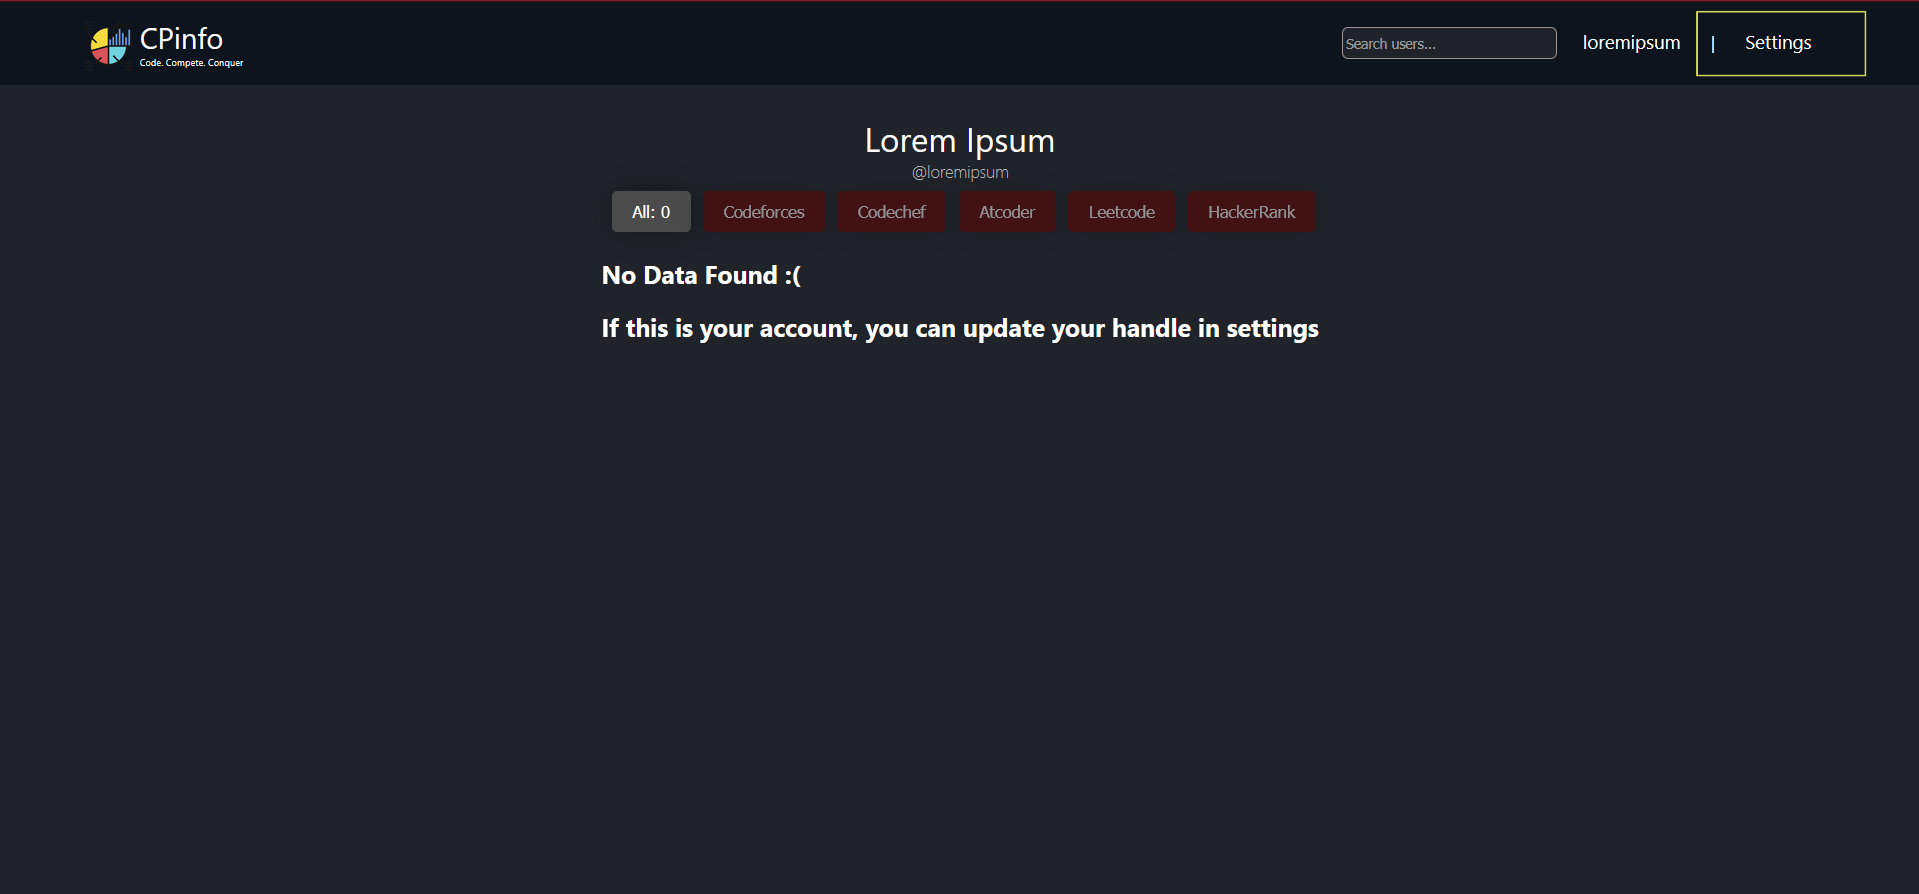 CPinfo
Code. Compete. Conquer
Search users...
loremipsum
| Settings
Lorem Ipsum
@loremipsum
All: 0
Codeforces
Codechef
Atcoder
Leetcode
HackerRank
No Data Found :(
If this is your account, you can update your handle in settings